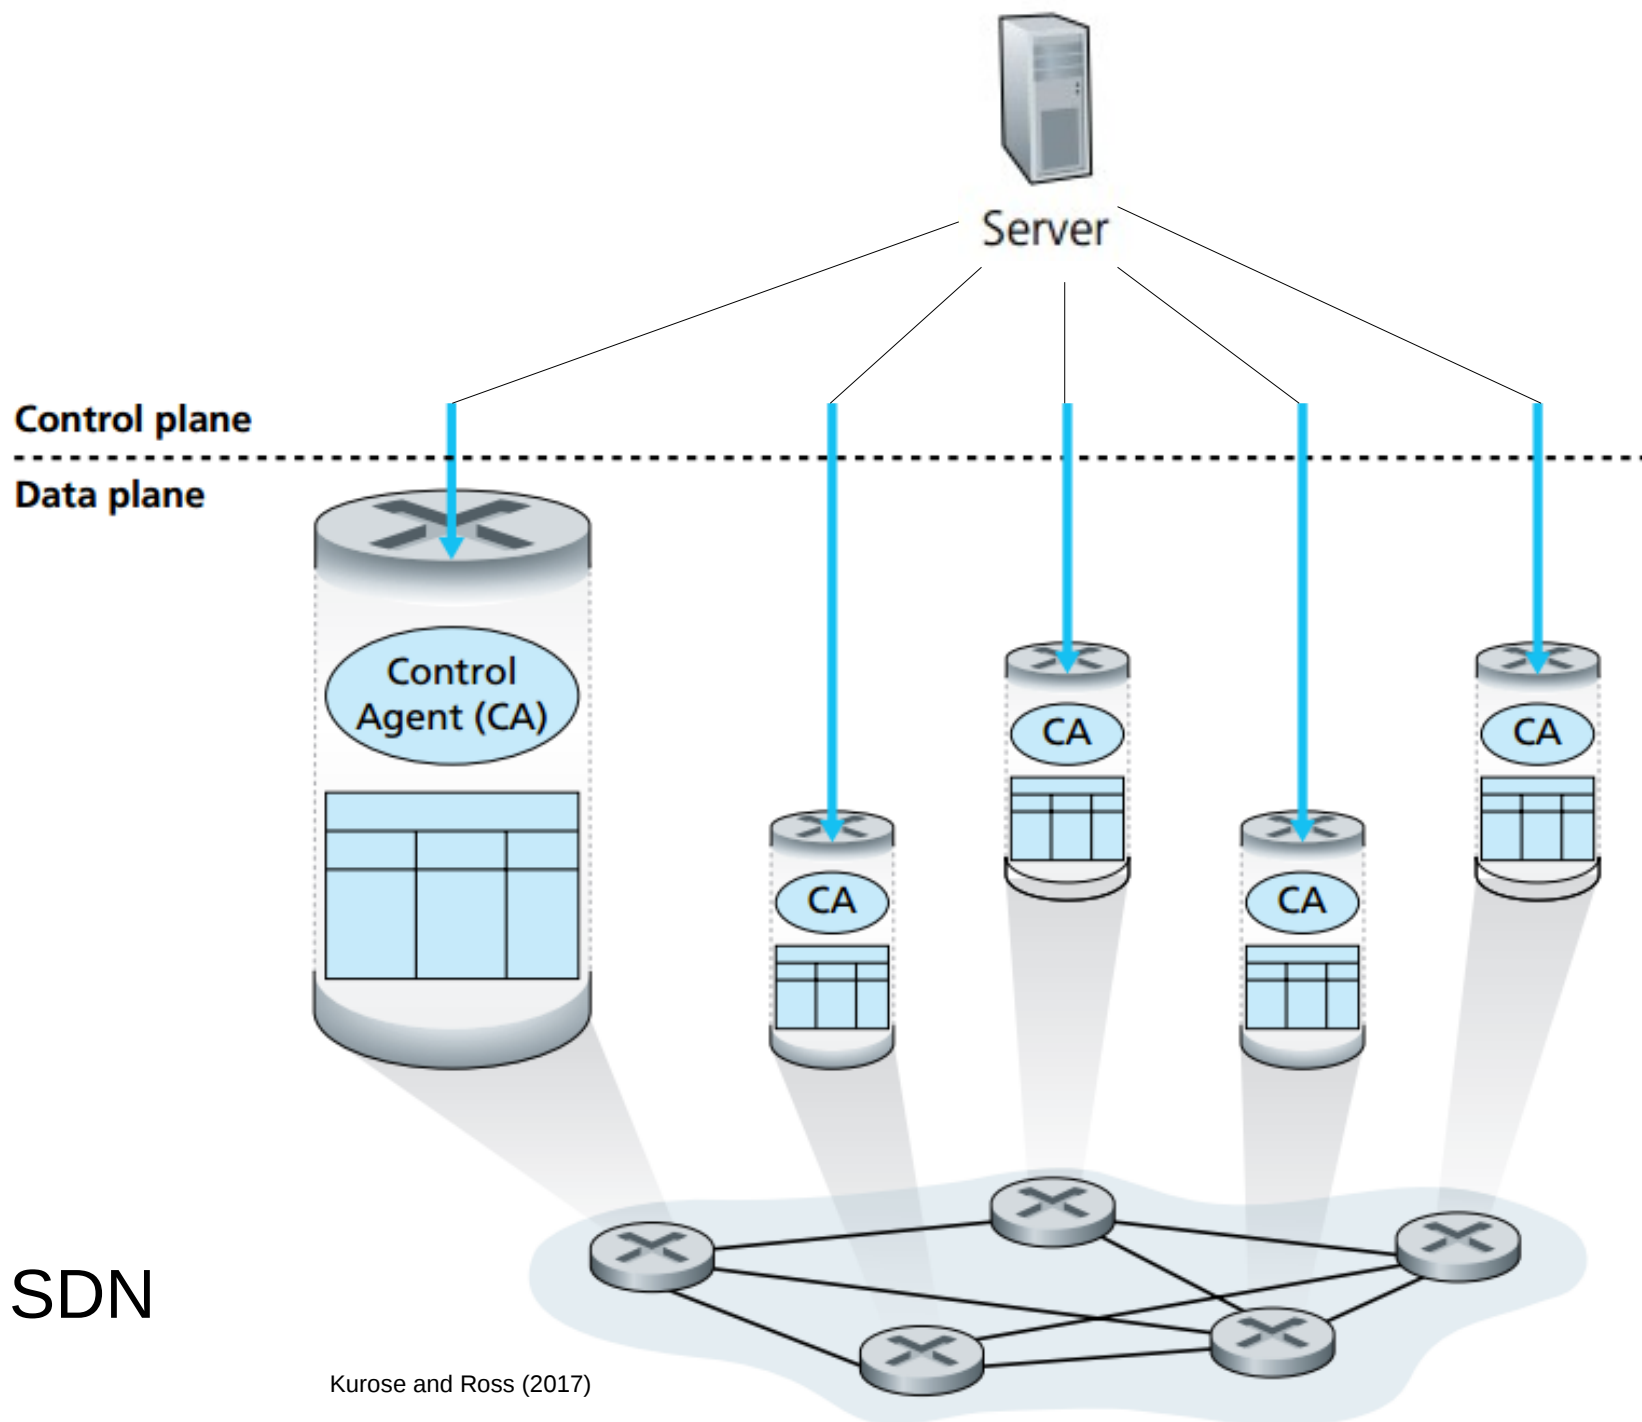 Server
Control plane
Data plane
Control
Agent (CA)
CA
CA
CA
CA
SDN
Kurose and Ross (2017)